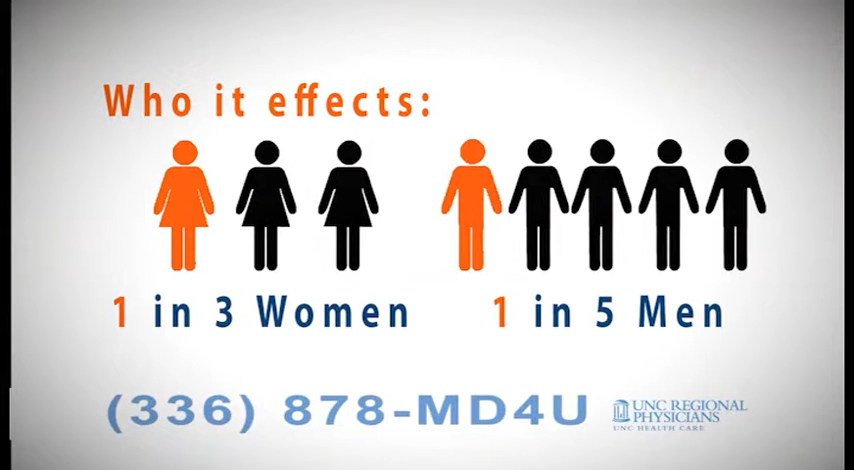 Who it effects:
1 in 3 Women
1 in 5 Men
(336) 878-MD4U
UNC REGIONAL
PHYSICIANS
UNC HEALTH CARE